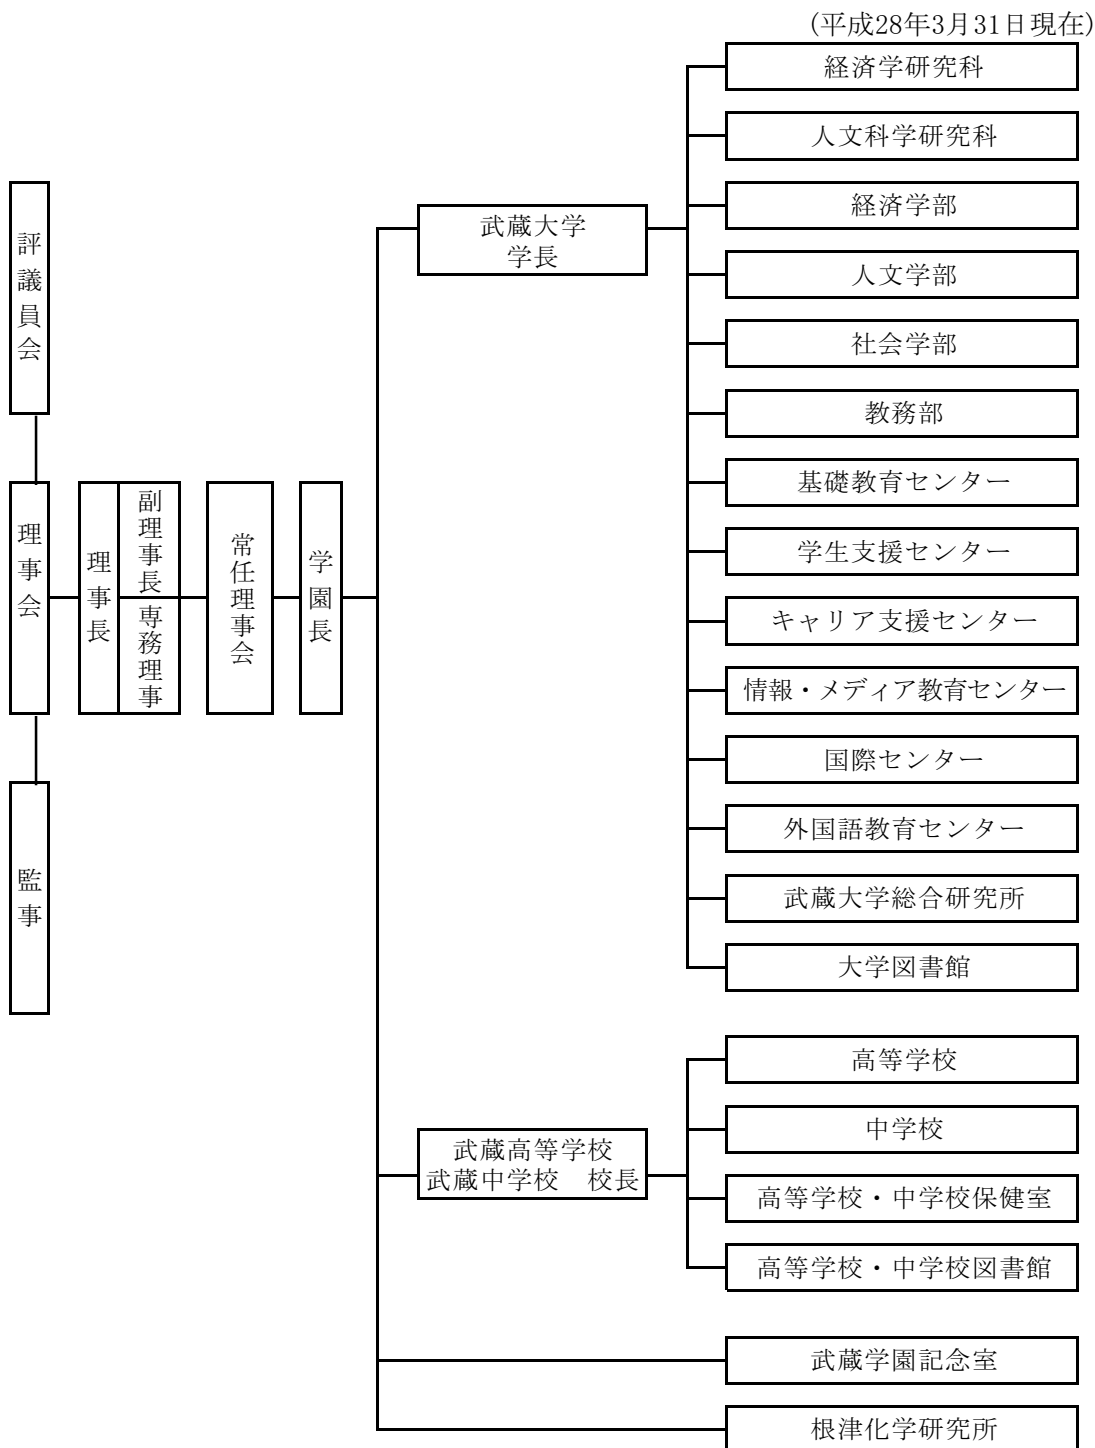 (平成28年3月31日現在)
評議員会
理事会
監事
理事長
副理事長
専務理事
常任理事会
学園長
武蔵大学
学長
経済学研究科
人文科学研究科
経済学部
人文学部
社会学部
教務部
基礎教育センター
学生支援センター
キャリア支援センター
情報・メディア教育センター
国際センター
外国語教育センター
武蔵大学総合研究所
大学図書館
武蔵高等学校
武蔵中学校　校長
高等学校
中学校
高等学校・中学校保健室
高等学校・中学校図書館
武蔵学園記念室
根津化学研究所